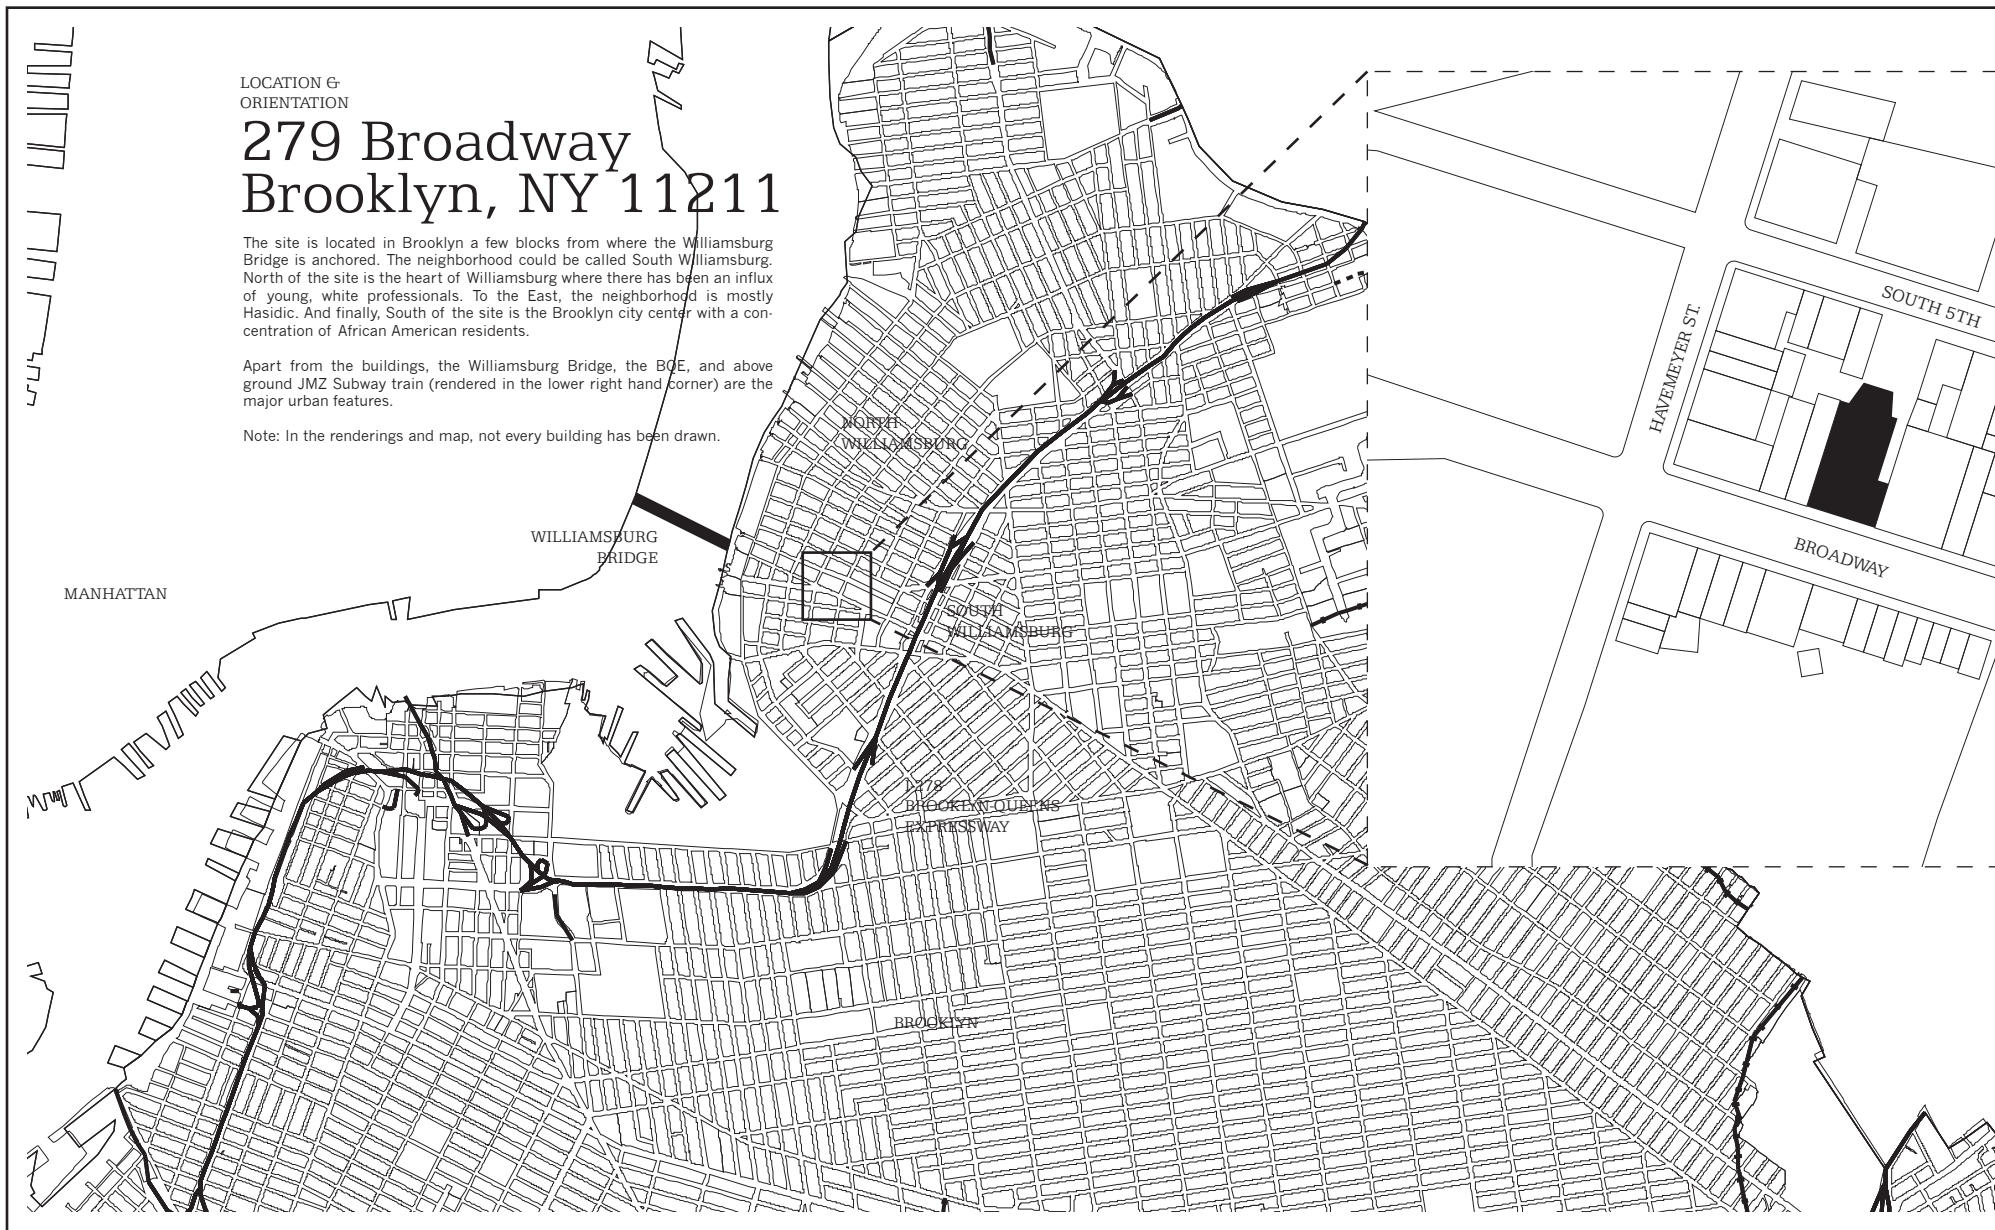 LOCATION &
ORIENTATION
279 Broadway
Brooklyn, NY 11211
The site is located in Brooklyn a few blocks from where the Williamsburg
Bridge is anchored. The neighborhood could be called South Williamsburg.
North of the site is the heart of Williamsburg where there has been an influx
of young, white professionals. To the East, the neighborhood is mostly
Hasidic. And finally, South of the site is the Brooklyn city center with a con-
centration of African American residents.
Apart from the buildings, the Williamsburg Bridge, the BQE, and above
ground JMZ Subway train (rendered in the lower right hand corner) are the
major urban features.
Note: In the renderings and map, not every building has been drawn.
NORTH
WILLIAMSBURG
WILLIAMSBURG
BRIDGE
MANHATTAN
SOUTH
WILLIAMSBURG
I-278
BROOKLYN-QUEENS
EXPRESSWAY
BROOKLYN
SOUTH 5TH
HAVEMEYER ST.
BROADWAY